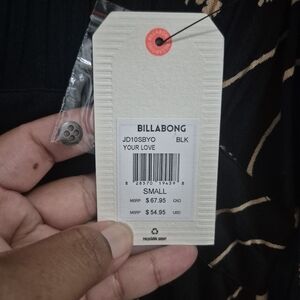 BILLABONG
JD10SBYO BLK
YOUR LOVE
SMALL
MSRP $67.95 CAD
MSRP $54.95 USD